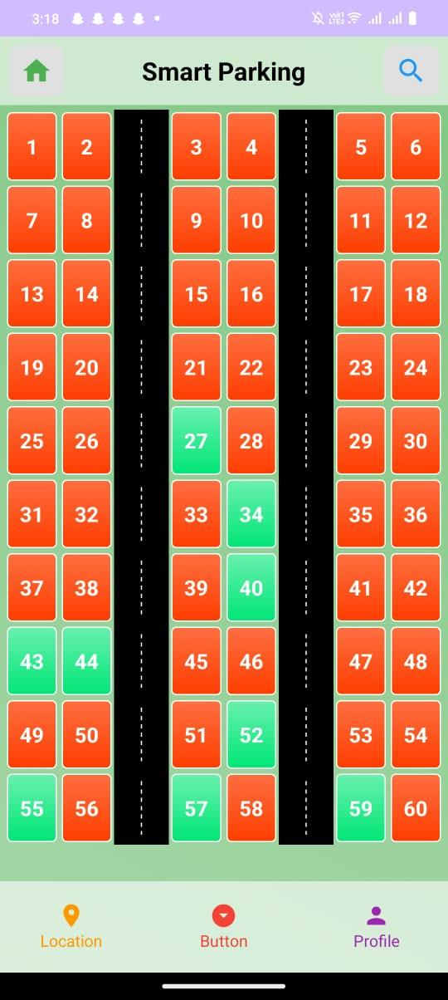 3:18
Vo) 1
LTE2
Smart Parking
1 2 3 4 5 6
7 8 9 10 11 12
13 14 15 16 17 18
19 20 21 22 23 24
25 26 27 28 29 30
31 32 33 34 35 36
37 38 39 40 41 42
43 44 45 46 47 48
49 50 51 52 53 54
55 56 57 58 59 60
Location Button Profile